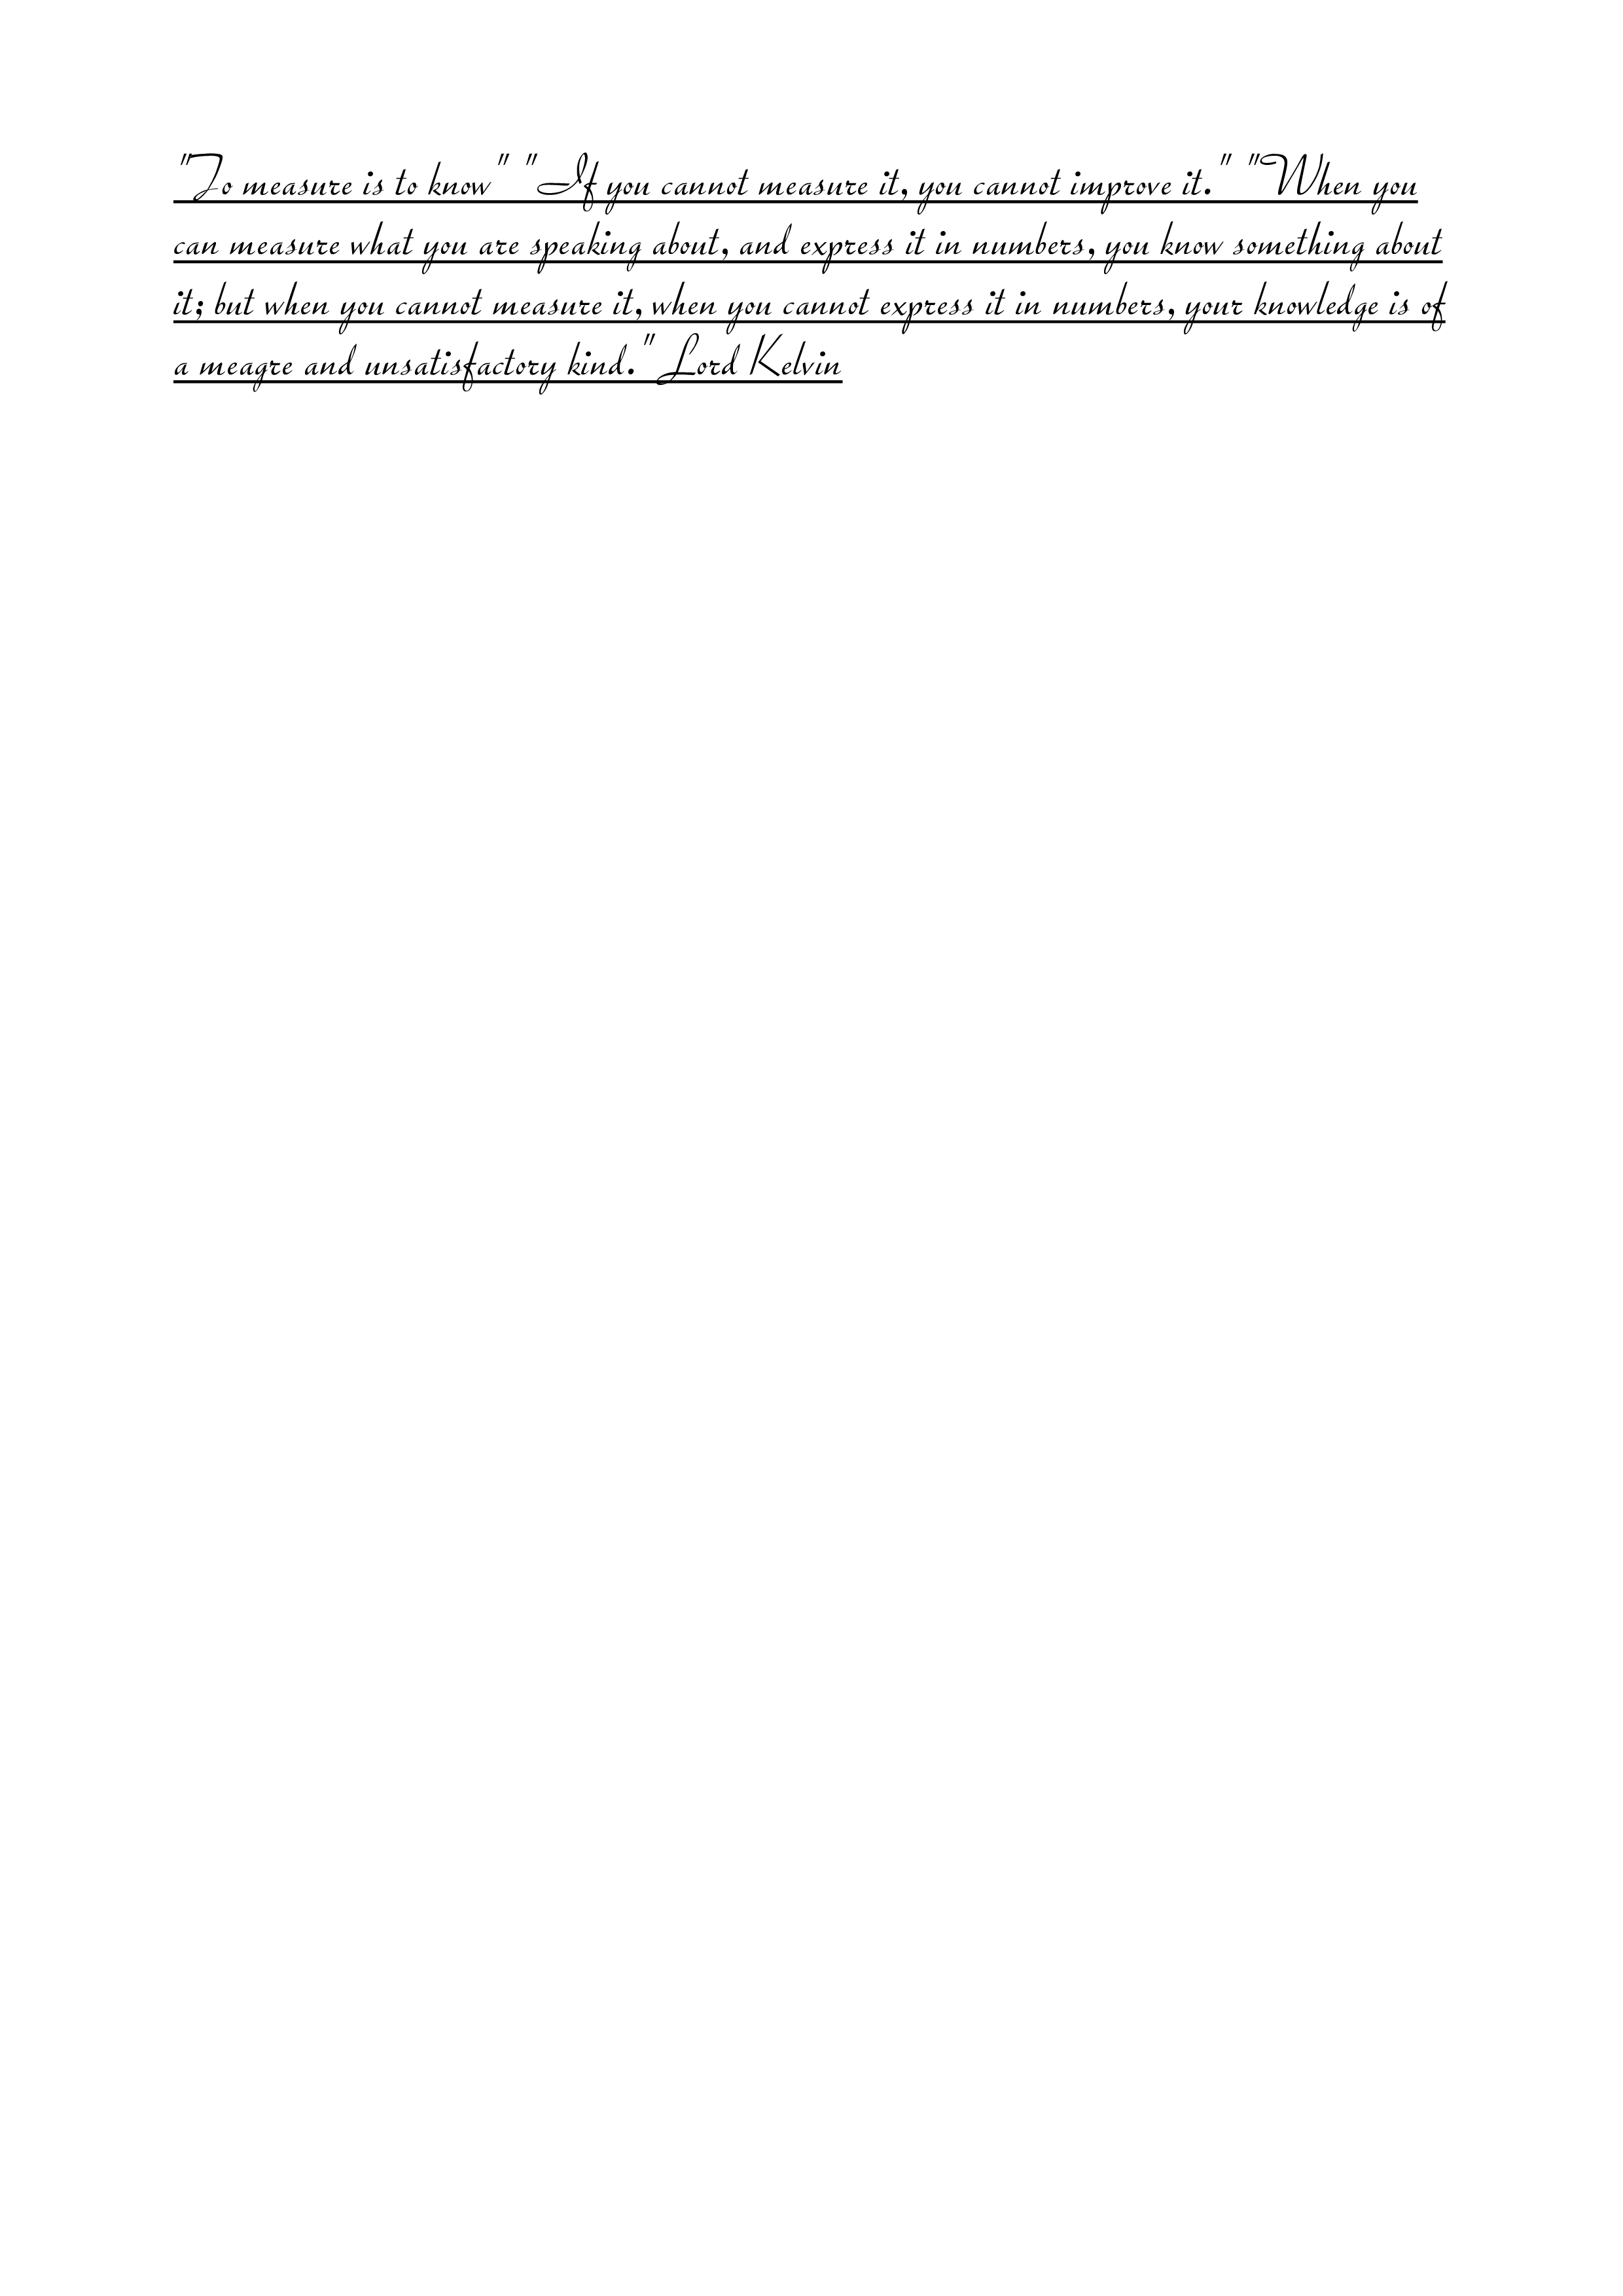 "To measure is to know" "If you cannot measure it, you cannot improve it." "When you
can measure what you are speaking about, and express it in numbers, you know something about
it; but when you cannot measure it, when you cannot express it in numbers, your knowledge is of
a meagre and unsatisfactory kind." Lord Kelvin